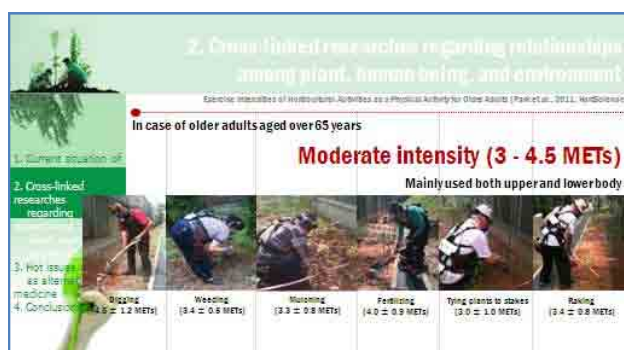 2. Cross-linked researches regarding relationships
among plant, human being, and environment
Exercise Intensities of Horticultural Activities as a Physical Activity for Older Adults (Park et al., 2011, HortScience
In case of older adults aged over 65 years
Moderate intensity (3 - 4.5 METs)
Mainly used both upper and lower body
1. Current situation of
2. Cross-linked
researches
regarding
3. Hot issues
as
medicine
4. Conclusion
Digging
± 1.2 METs)
Weeding
(3.4 ± 0.6 METs)
Mulching
(3.3 ± 0.8 METs)
Fertilizing
(4.0 ± 0.9 METs)
Tying plants to stakes
(3.0 ± 1.0 METs)
Raking
(3.4 ± 0.8 METs)